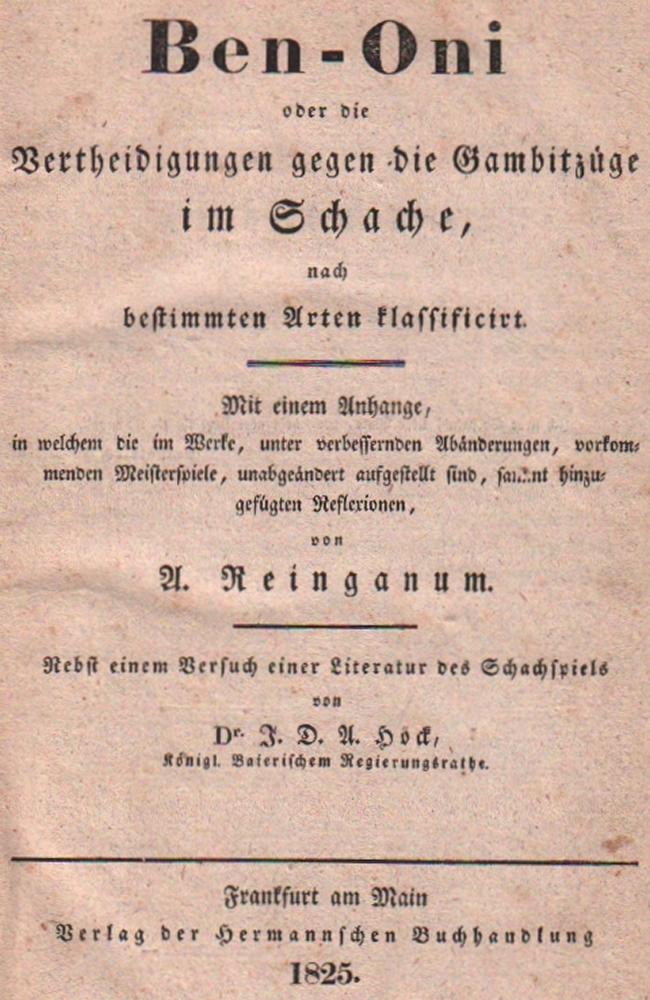 Ben-Oni
oder die
Vertheidigungen gegen die Gambitzüge
im Schache,
nach
bestimmten Arten klassificirt.
Mit einem Anhange,
in welchem die im Werke, unter verbessernden Abänderungen, vorkom-
menden Meisterspiele, unabgeändert aufgestellt sind, sammt hinzu-
gefügten Reflexionen,
von
A. Reinganum.
Nebst einem Versuch einer Literatur des Schachspiels
von
Dr. J. D. A. Höck,
Königl. Baierischem Regierungsrathe.
Frankfurt am Main
Verlag der Hermannschen Buchhandlung
1825.